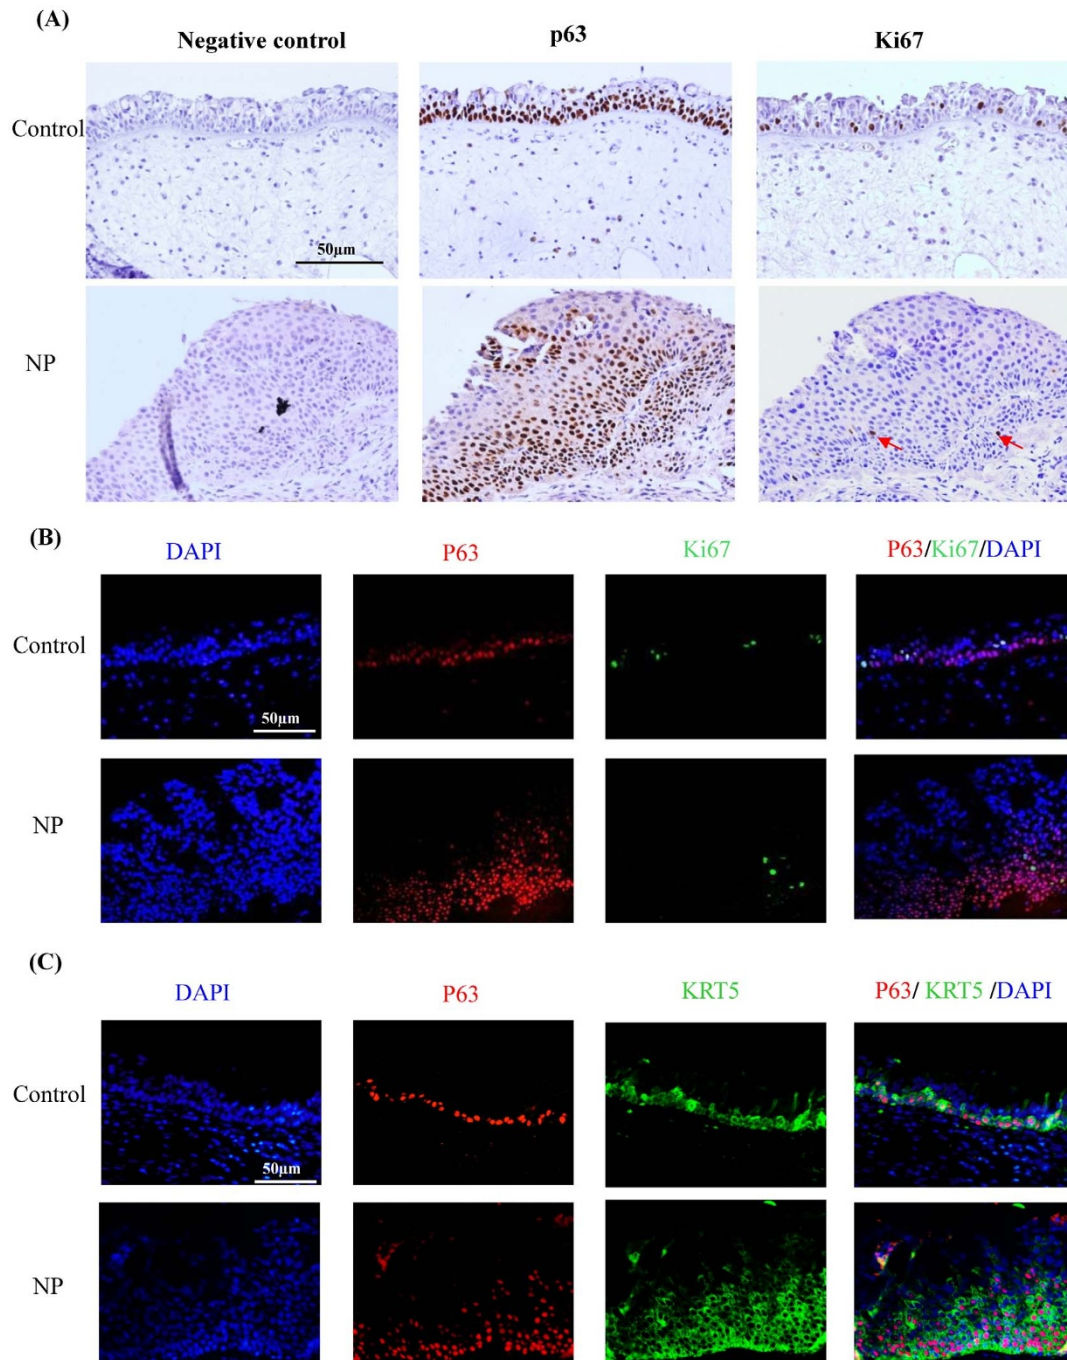 (A)
Negative control p63 Ki67
Control
50μm
NP
(B)
DAPI P63 Ki67 P63/Ki67/DAPI
Control
50μm
NP
(C)
DAPI P63 KRT5 P63/ KRT5 /DAPI
Control
50μm
NP